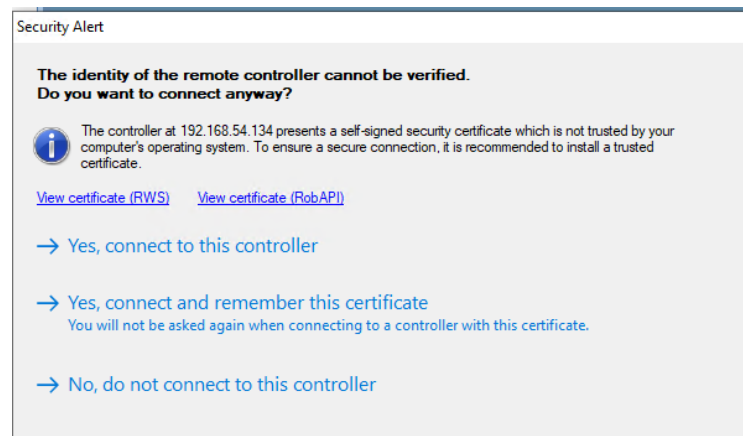 Security Alert
The identity of the remote controller cannot be verified.
Do you want to connect anyway?
The controller at 192.168.54.134 presents a self-signed security certificate which is not trusted by your
computer's operating system. To ensure a secure connection, it is recommended to install a trusted
certificate.
View certificate (RWS) View certificate (RobAPI)
Yes, connect to this controller
Yes, connect and remember this certificate
You will not be asked again when connecting to a controller with this certificate.
No, do not connect to this controller